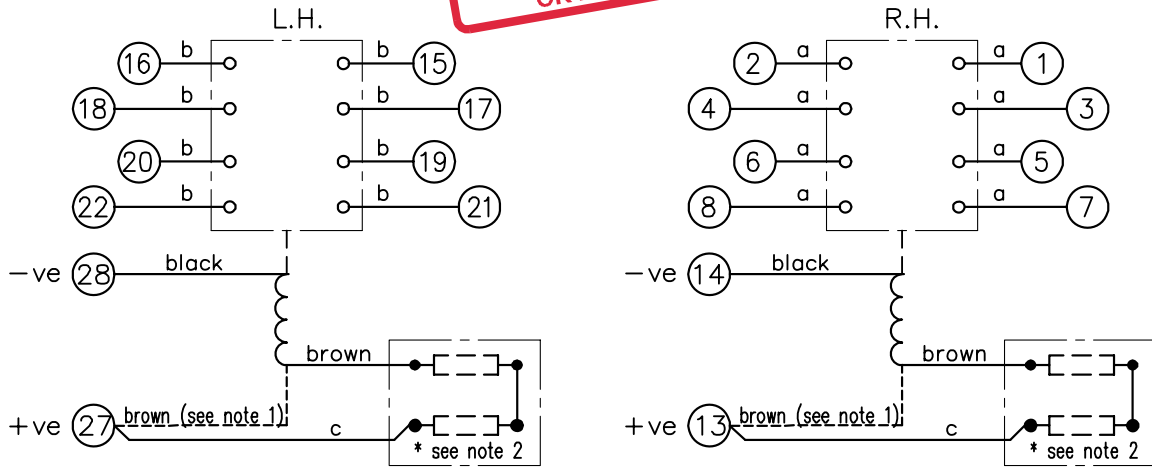 L.H.
R.H.
16 b b 15
2 a a 1
18 b b 17
4 a a 3
20 b b 19
6 a a 5
22 b b 21
8 a a 7
-ve 28 black
-ve 14 black
brown
brown
+ve 27 brown (see note 1)
c
* see note 2
+ve 13 brown (see note 1)
c
* see note 2